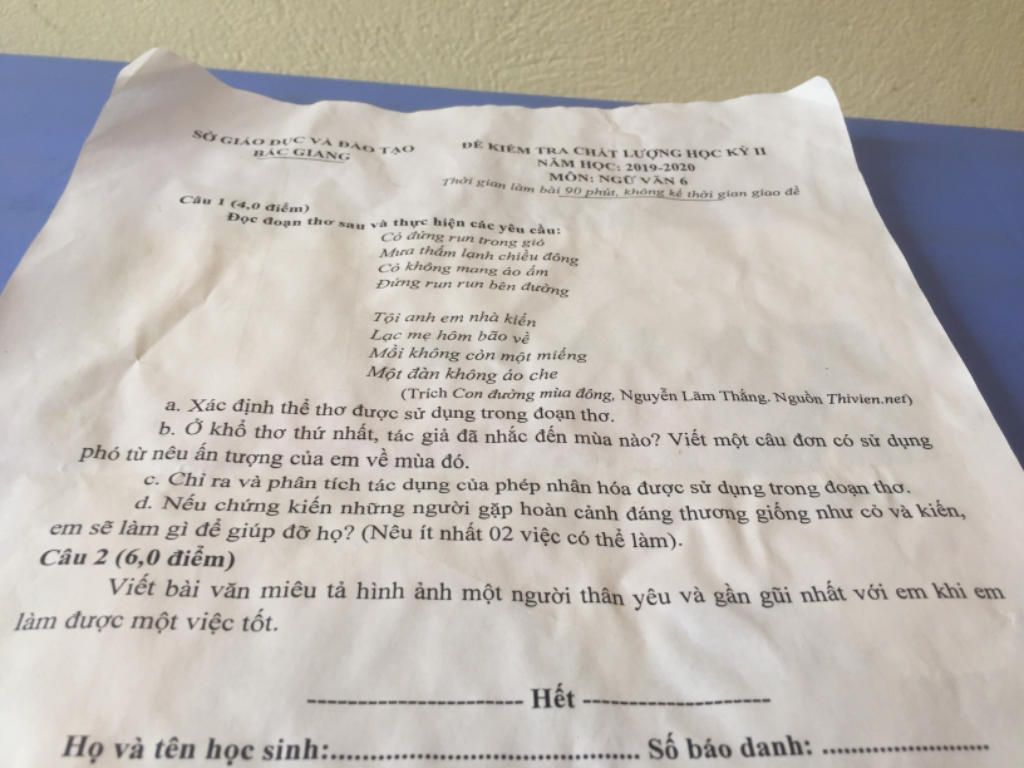 SỞ GIÁO DỤC VÀ ĐÀO TẠO
BẮC GIANG
ĐỀ KIỂM TRA CHẤT LƯỢNG HỌC KỲ II
NĂM HỌC: 2019-2020
MÔN: NGỮ VĂN 6
Thời gian làm bài 90 phút, không kể thời gian giao đề
Câu 1 (4,0 điểm)
Đọc đoạn thơ sau và thực hiện các yêu cầu:
Cỏ đứng run trong gió
Mưa thấm lạnh chiều đông
Cỏ không mang áo ấm
Đứng run run bên đường
Tội anh em nhà kiến
Lạc mẹ hôm bão về
Mồi không còn một miếng
Một đàn không áo che
(Trích Con đường mùa đông, Nguyễn Lãm Thắng. Nguồn Thivien.net)
a. Xác định thể thơ được sử dụng trong đoạn thơ.
b. Ở khổ thơ thứ nhất, tác giả đã nhắc đến mùa nào? Viết một câu đơn có sử dụng
phó từ nêu ấn tượng của em về mùa đó.
c. Chỉ ra và phân tích tác dụng của phép nhân hóa được sử dụng trong đoạn thơ.
d. Nếu chứng kiến những người gặp hoàn cảnh đáng thương giống như cỏ và kiến,
em sẽ làm gì để giúp đỡ họ? (Nêu ít nhất 02 việc có thể làm).
Câu 2 (6,0 điểm)
Viết bài văn miêu tả hình ảnh một người thân yêu và gần gũi nhất với em khi em
làm được một việc tốt.
---------------------- Hết -------------------
Họ và tên học sinh:....................................... Số báo danh: .....................